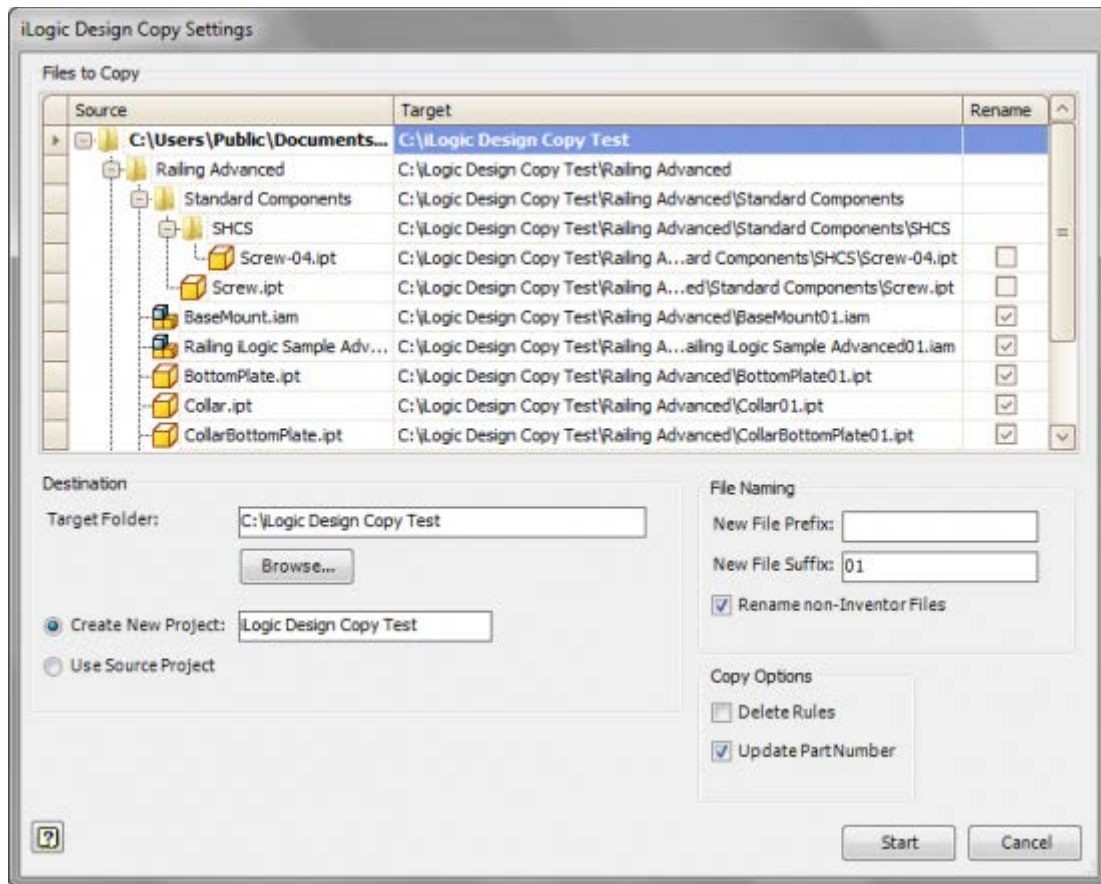 iLogic Design Copy Settings
Files to Copy
Source Target Rename
C:\Users\Public\Documents... C:\iLogic Design Copy Test
Railing Advanced C:\iLogic Design Copy Test\Railing Advanced
Standard Components C:\iLogic Design Copy Test\Railing Advanced\Standard Components
SHCS C:\iLogic Design Copy Test\Railing Advanced\Standard Components\SHCS
Screw-04.ipt C:\iLogic Design Copy Test\Railing A...ard Components\SHCS\Screw-04.ipt
Screw.ipt C:\iLogic Design Copy Test\Railing A...ed\Standard Components\Screw.ipt
BaseMount.iam C:\iLogic Design Copy Test\Railing Advanced\BaseMount01.iam
Railing iLogic Sample Adv... C:\iLogic Design Copy Test\Railing A...ailing iLogic Sample Advanced01.iam
BottomPlate.ipt C:\iLogic Design Copy Test\Railing Advanced\BottomPlate01.ipt
Collar.ipt C:\iLogic Design Copy Test\Railing Advanced\Collar01.ipt
CollarBottomPlate.ipt C:\iLogic Design Copy Test\Railing Advanced\CollarBottomPlate01.ipt
Destination
Target Folder: C:\iLogic Design Copy Test
Browse...
Create New Project: iLogic Design Copy Test
Use Source Project
File Naming
New File Prefix:
New File Suffix: 01
Rename non-Inventor Files
Copy Options
Delete Rules
Update PartNumber
?
Start Cancel